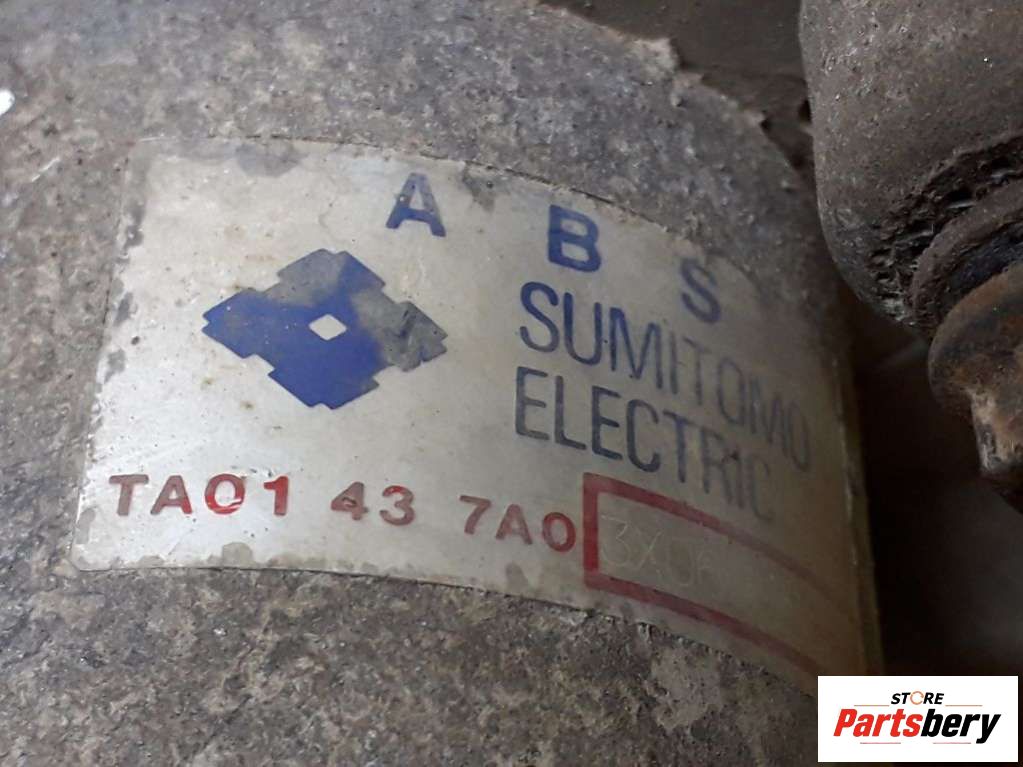 A B S
SUMITOMO
ELECTRIC
TA01 43 7A0
STORE
Partsbery